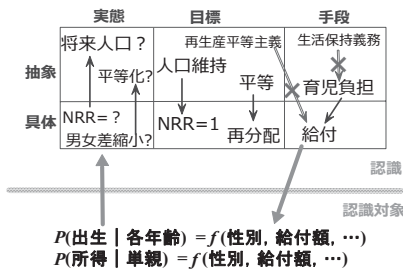 実態 目標 手段
将来人口？ 再生産平等主義 生活保持義務
抽象 平等化? 人口維持 平等 育児負担
具体 NRR=？ NRR=1 再分配 給付
男女差縮小?
認識
認識対象
P(出生｜各年齢) = f (性別, 給付額, …)
P(所得｜単親) = f (性別, 給付額, …)